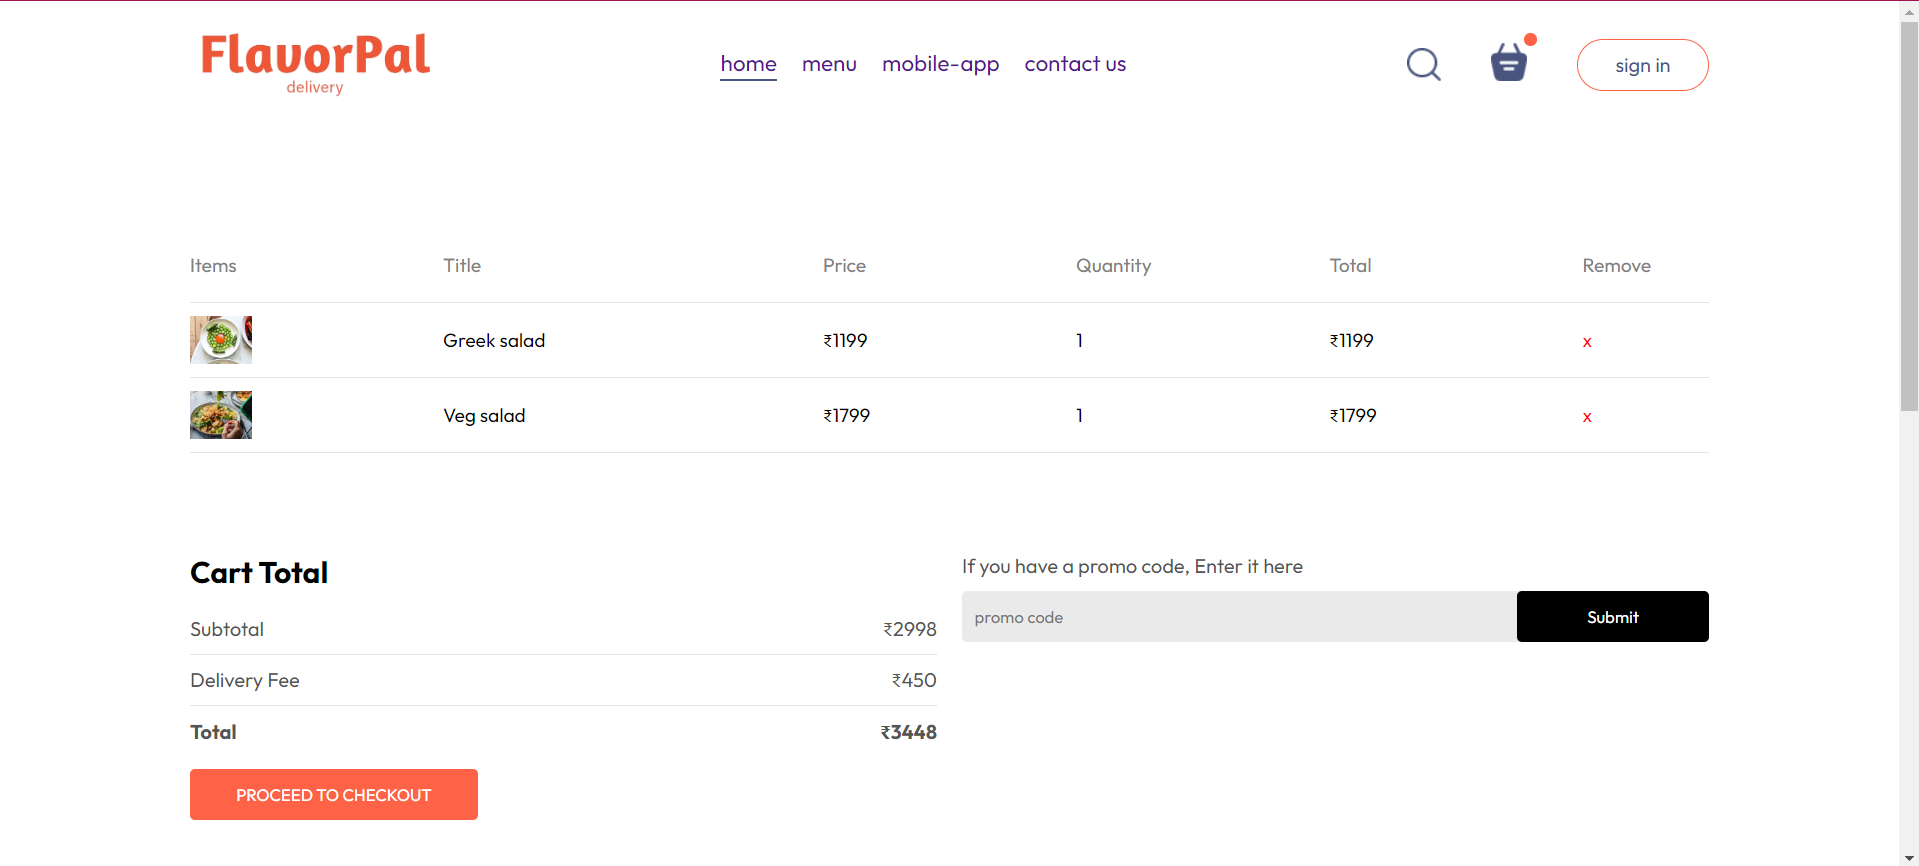 FlavorPal
delivery
home menu mobile-app contact us
sign in
Items Title Price Quantity Total Remove
Greek salad ₹1199 1 ₹1199 x
Veg salad ₹1799 1 ₹1799 x
Cart Total
Subtotal ₹2998
Delivery Fee ₹450
Total ₹3448
PROCEED TO CHECKOUT
If you have a promo code, Enter it here
promo code Submit